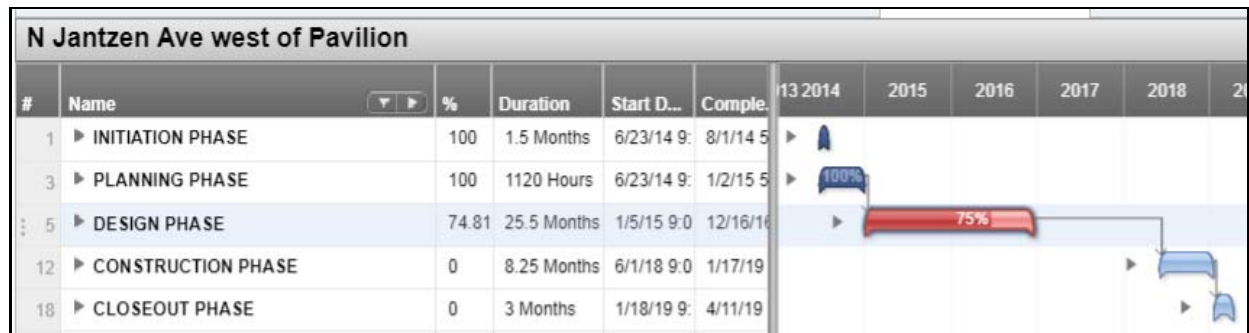 N Jantzen Ave west of Pavilion
# Name % Duration Start D... Comple. 13 2014 2015 2016 2017 2018 20
1 INITIATION PHASE 100 1.5 Months 6/23/14 9: 8/1/14 5
3 PLANNING PHASE 100 1120 Hours 6/23/14 9: 1/2/15 5 100%
5 DESIGN PHASE 74.81 25.5 Months 1/5/15 9:0 12/16/16 75%
12 CONSTRUCTION PHASE 0 8.25 Months 6/1/18 9:0 1/17/19
18 CLOSEOUT PHASE 0 3 Months 1/18/19 9: 4/11/19